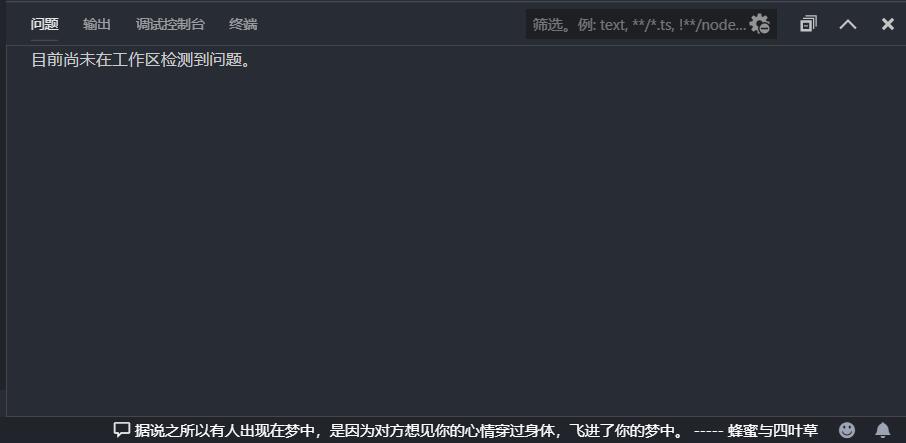 问题 输出 调试控制台 终端 筛选。例: text, **/*.ts, !**/node...
目前尚未在工作区检测到问题。
据说之所以有人出现在梦中，是因为对方想见你的心情穿过身体，飞进了你的梦中。 ----- 蜂蜜与四叶草